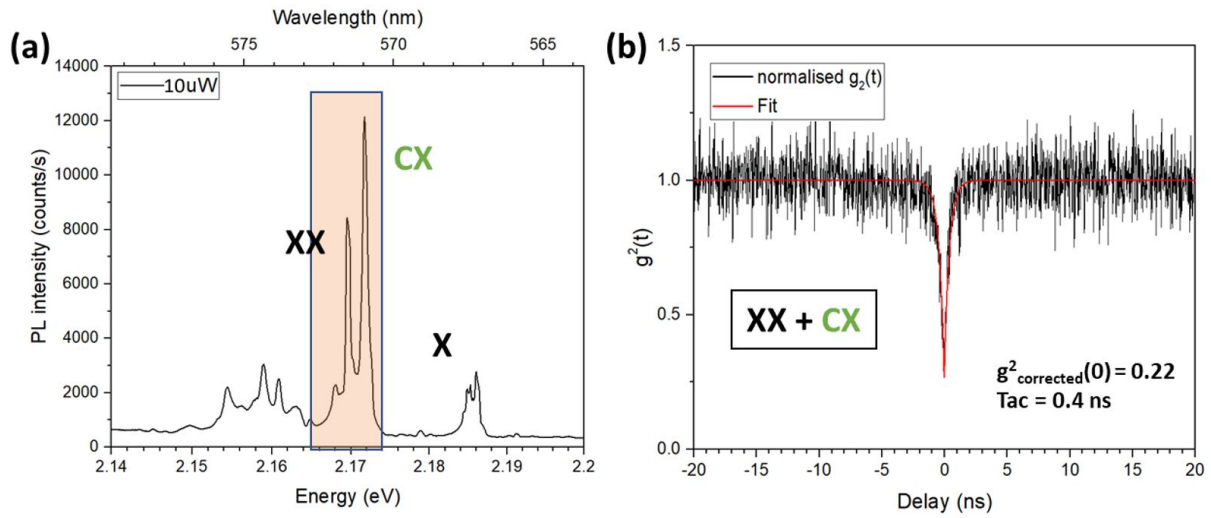 (a)
Wavelength (nm)
575 570 565
14000
12000
10000
8000
6000
4000
2000
0
PL intensity (counts/s)
10uW
CX
XX
X
2.14 2.15 2.16 2.17 2.18 2.19 2.2
Energy (eV)
(b)
1.5
1.0
0.5
0.0
g²(t)
normalised g₂(t)
Fit
XX + CX
g²corrected(0) = 0.22
Tac = 0.4 ns
-20 -15 -10 -5 0 5 10 15 20
Delay (ns)